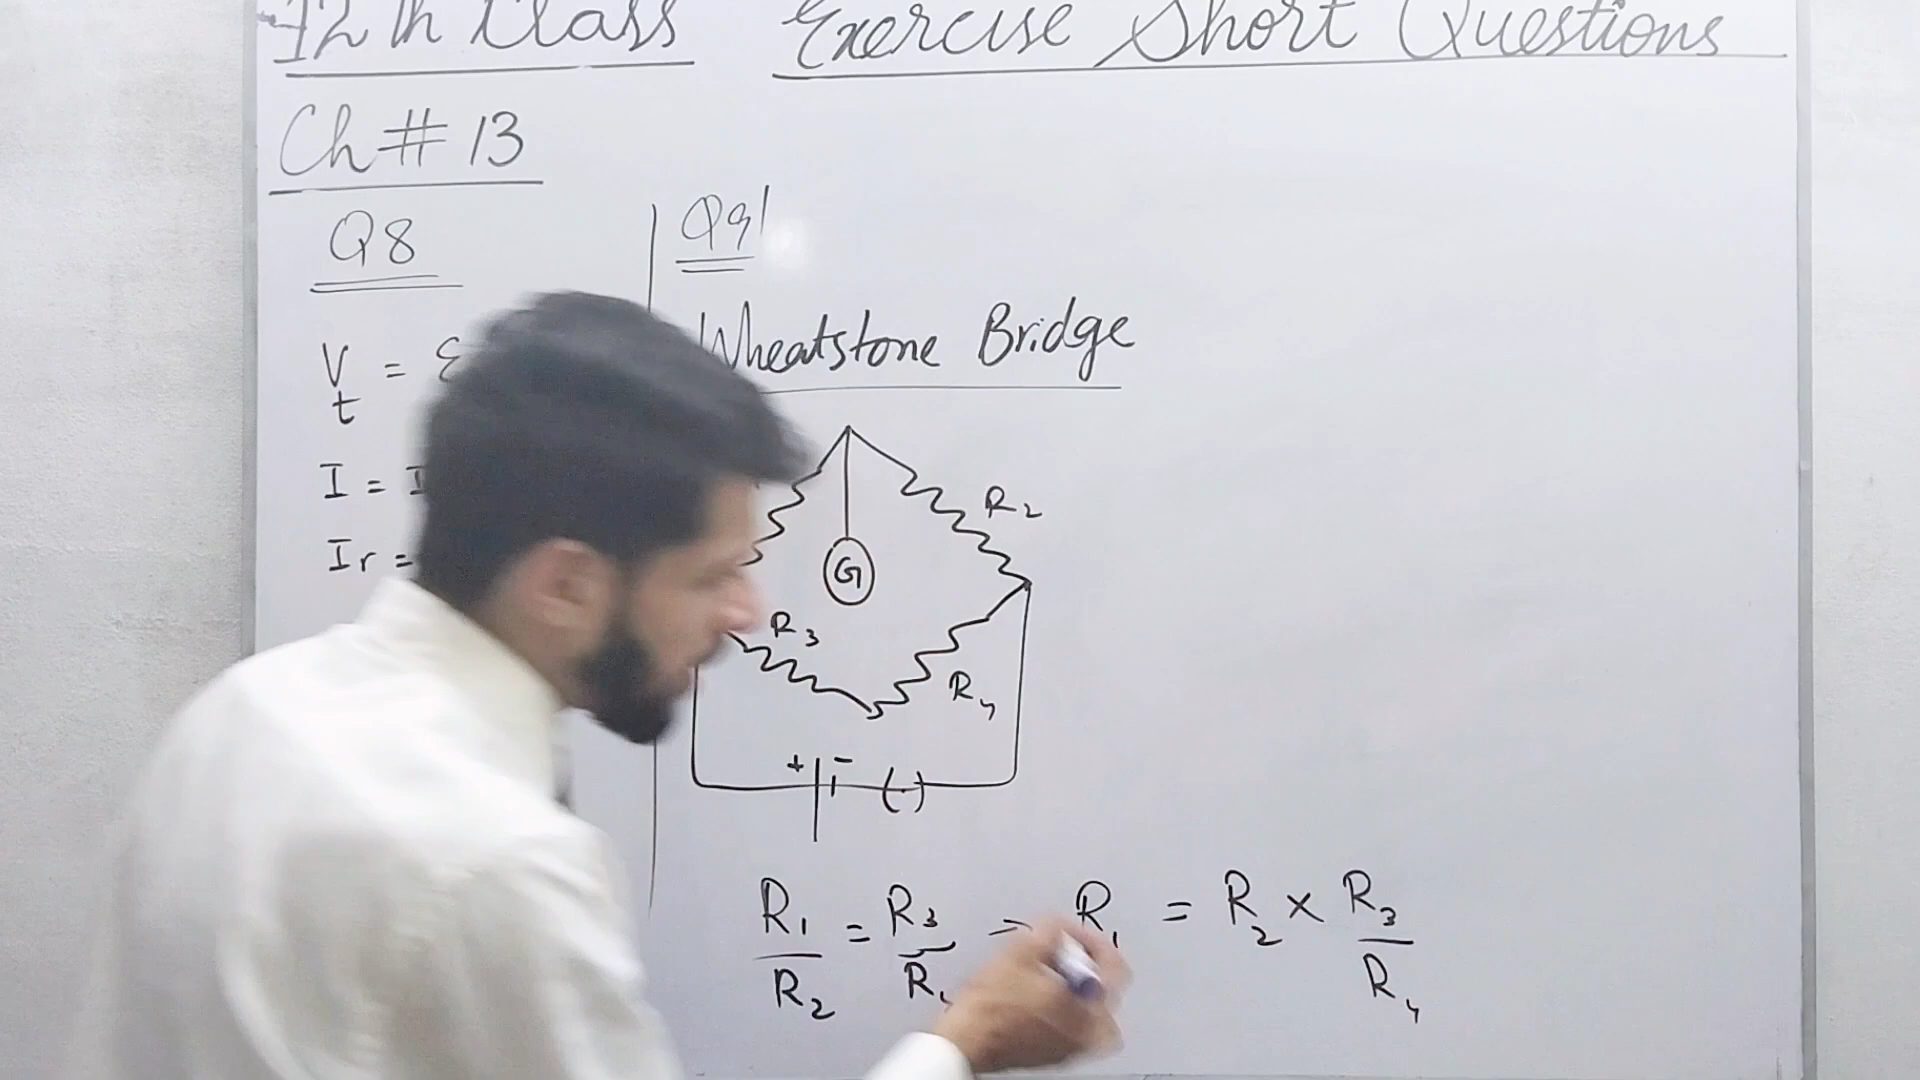 12th Class Exercise Short Questions
Ch # 13
Q8
V = ε
t
I = I
Ir =
Q9
Wheatstone Bridge
R2
G
R3
R4
+ -
(.)
R1 = R3 = R1 = R2 × R3
R2 R4